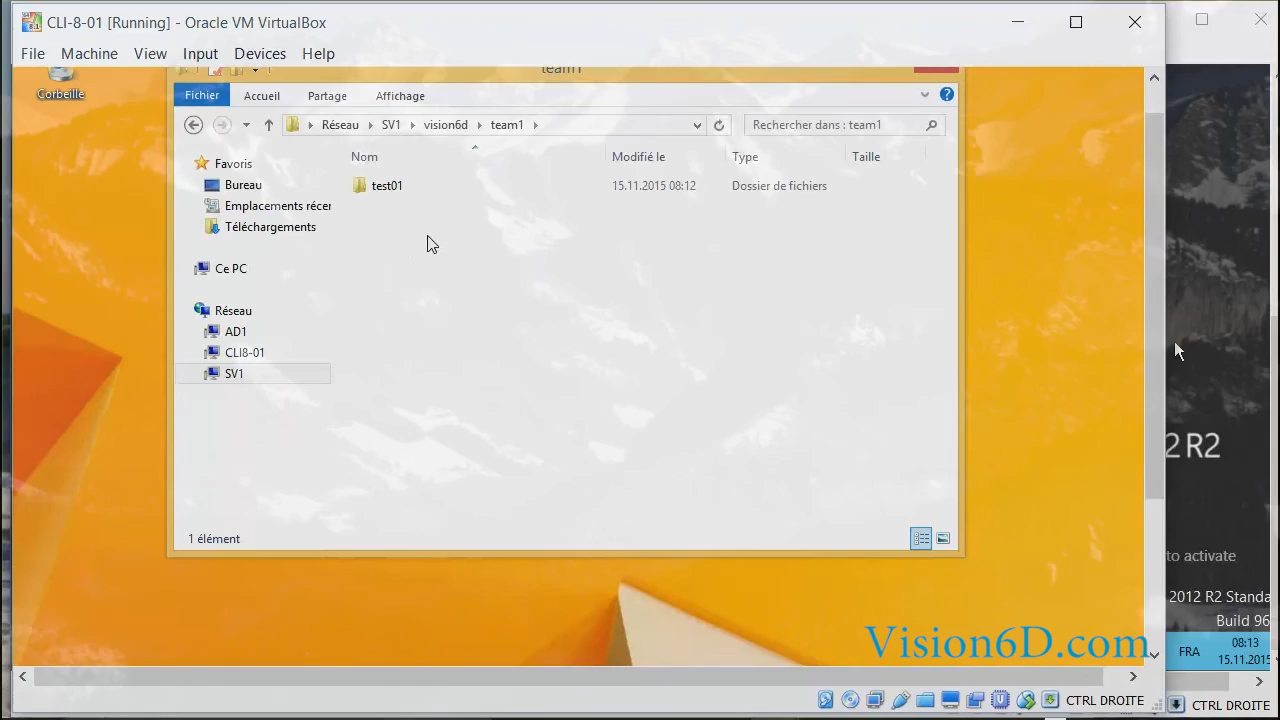 CLI-8-01 [Running] - Oracle VM VirtualBox
File Machine View Input Devices Help
Corbeille
team1
Fichier Accueil Partage Affichage
Réseau SV1 vision6d team1
Rechercher dans : team1
Nom Modifié le Type Taille
test01 15.11.2015 08:12 Dossier de fichiers
Favoris
Bureau
Emplacements récer
Téléchargements
Ce PC
Réseau
AD1
CLI8-01
SV1
1 élément
2 R2
to activate
2012 R2 Standa
Build 96
FRA 08:13
15.11.2015
Vision6D.com
CTRL DROITE
CTRL DROITE